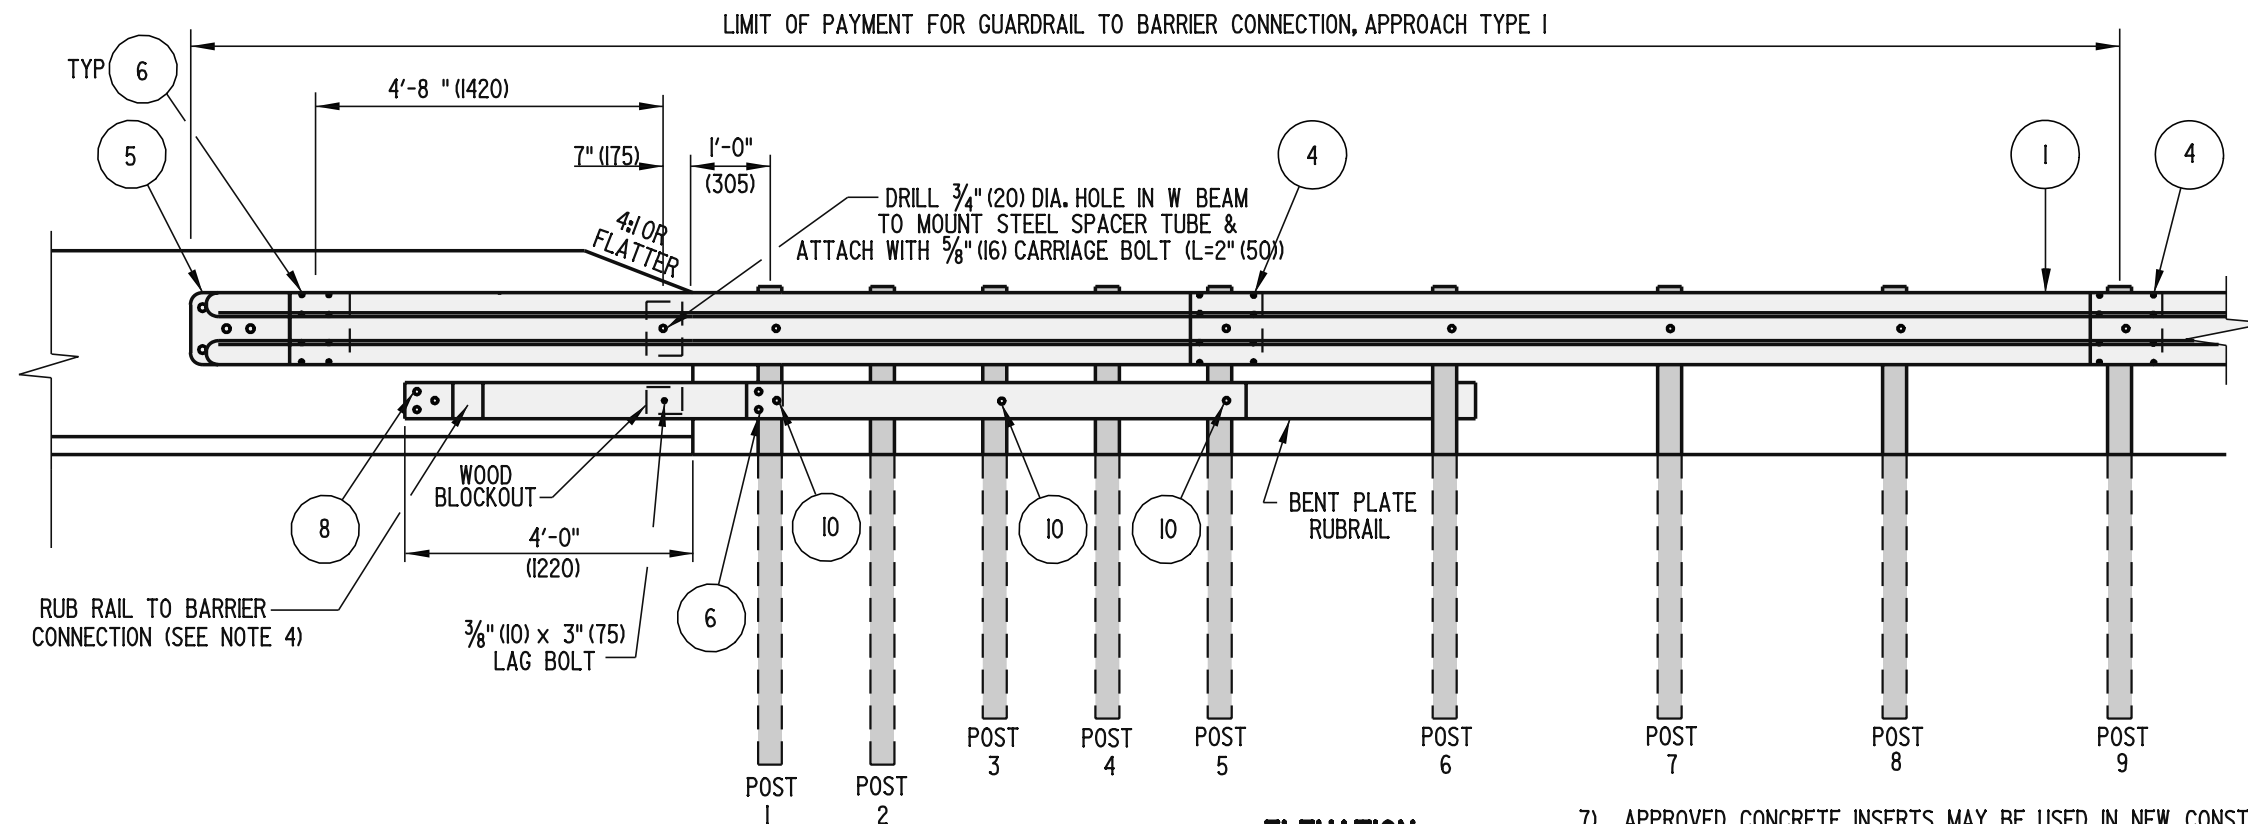 LIMIT OF PAYMENT FOR GUARDRAIL TO BARRIER CONNECTION, APPROACH TYPE I
TYP 6
4'-8 "(1420)
5
7"(175)
1'-0"
(305)
4
1
4
4:1 OR
FLATTER
DRILL 3/4"(20) DIA. HOLE IN W BEAM
TO MOUNT STEEL SPACER TUBE &
ATTACH WITH 5/8"(16) CARRIAGE BOLT (L=2"(50))
WOOD
BLOCKOUT
8
4'-0"
(1220)
10
10
10
BENT PLATE
RUBRAIL
6
RUB RAIL TO BARRIER
CONNECTION (SEE NOTE 4)
3/8"(10) x 3"(75)
LAG BOLT
POST
1
POST
2
POST
3
POST
4
POST
5
POST
6
POST
7
POST
8
POST
9
7) APPROVED CONCRETE INSERTS MAY BE USED IN NEW CONST